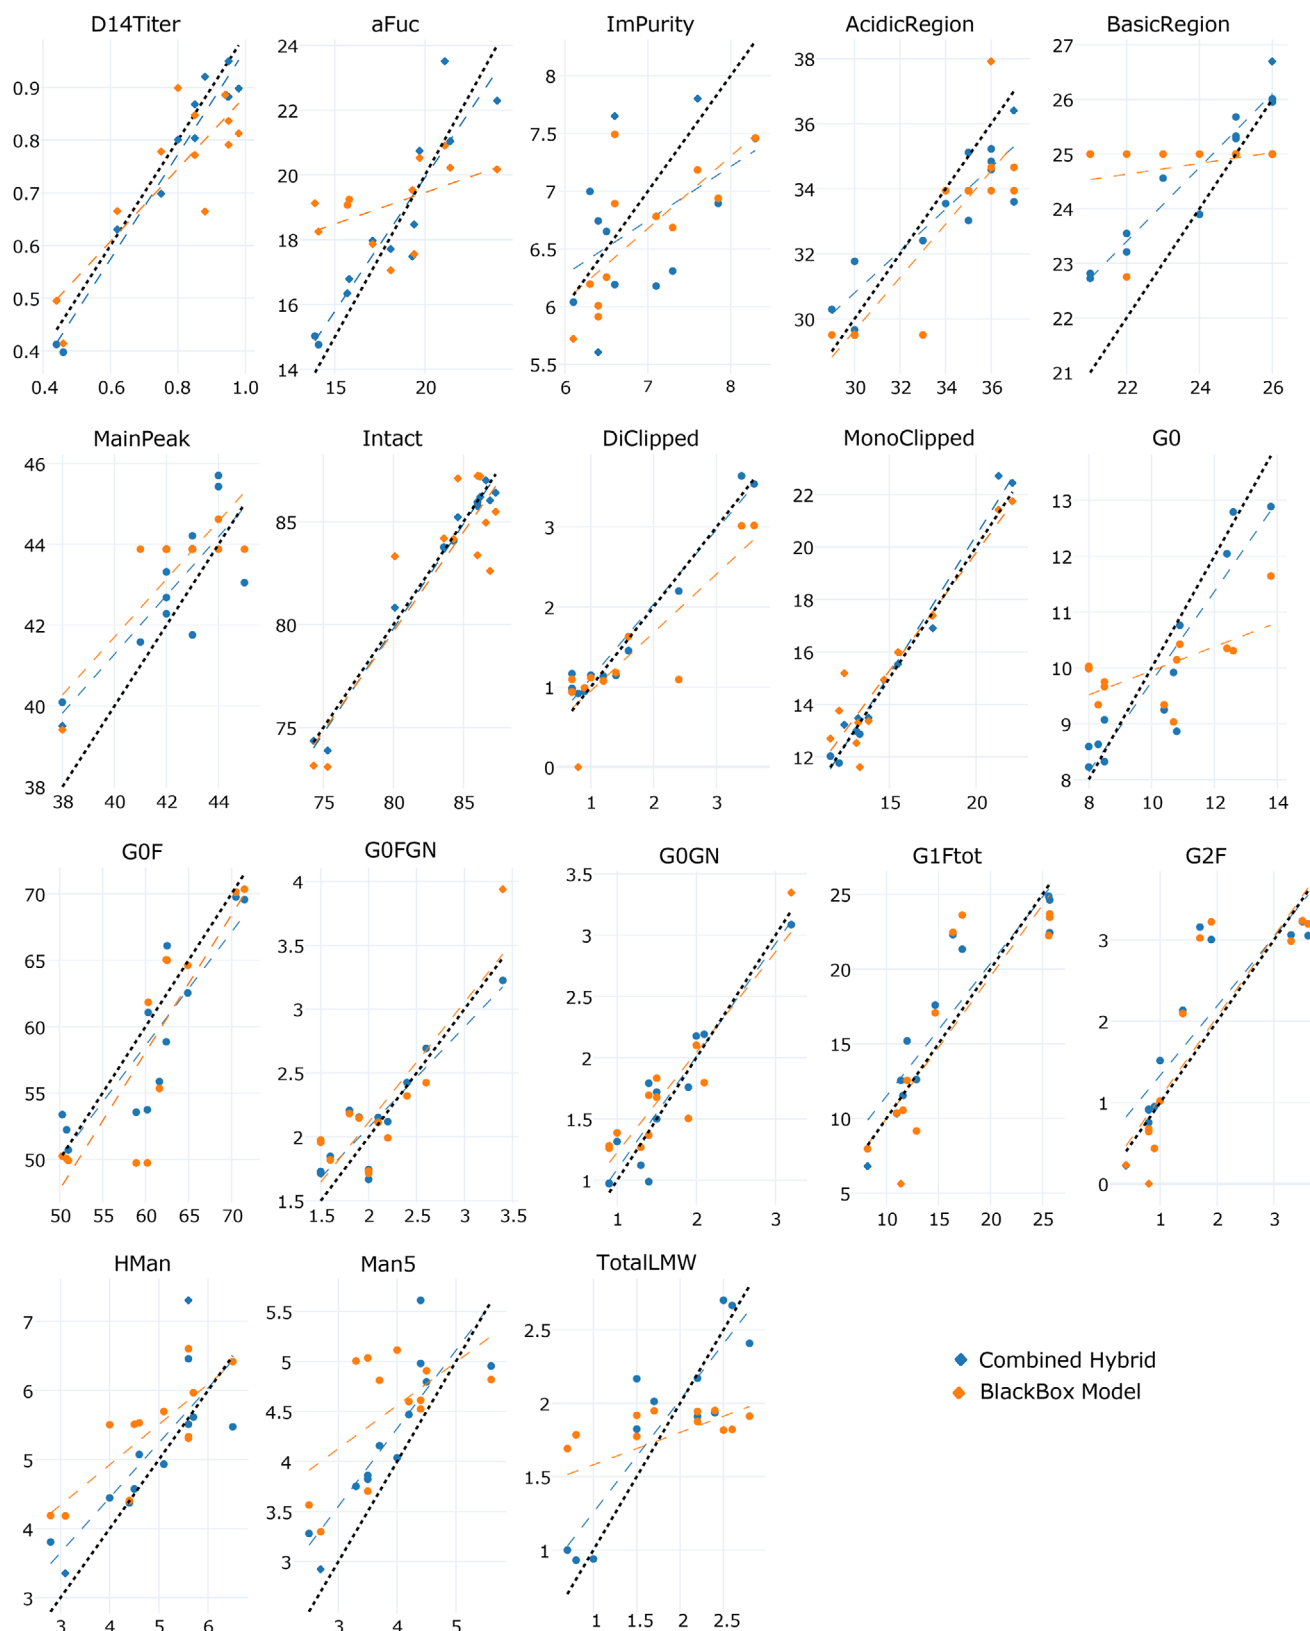 D14Titer aFuc ImPurity AcidicRegion BasicRegion
0.9 0.8 0.7 0.6 0.5 0.4
0.4 0.6 0.8 1.0
24 22 20 18 16 14
15 20
8 7.5 7 6.5 6 5.5
6 7 8
38 36 34 32 30
30 32 34 36
27 26 25 24 23 22 21
22 24 26
MainPeak Intact DiClipped MonoClipped G0
46 44 42 40 38
38 40 42 44
85 80 75
75 80 85
3 2 1 0
1 2 3
22 20 18 16 14 12
15 20
13 12 11 10 9 8
8 10 12 14
G0F G0FGN G0GN G1Ftot G2F
70 65 60 55 50
50 55 60 65 70
4 3.5 3 2.5 2 1.5
1.5 2 2.5 3 3.5
3.5 3 2.5 2 1.5 1
1 2 3
25 20 15 10 5
10 15 20 25
3 2 1 0
1 2 3
HMan Man5 TotalLMW
7 6 5 4 3
3 4 5 6
5.5 5 4.5 4 3.5 3
3 4 5
2.5 2 1.5 1
1 1.5 2 2.5
Combined Hybrid
BlackBox Model